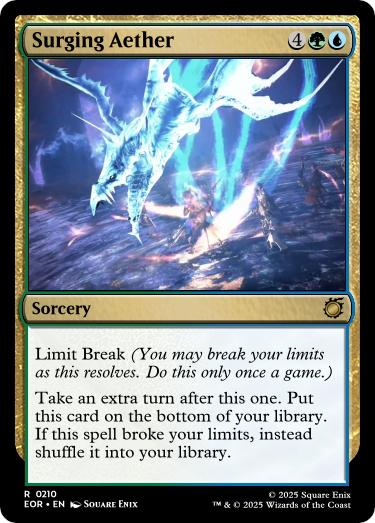 Surging Aether 4
Sorcery
Limit Break (You may break your limits
as this resolves. Do this only once a game.)
Take an extra turn after this one. Put
this card on the bottom of your library.
If this spell broke your limits, instead
shuffle it into your library.
R 0210 © 2025 Square Enix
EOR • EN Square Enix ™ & © 2025 Wizards of the Coast